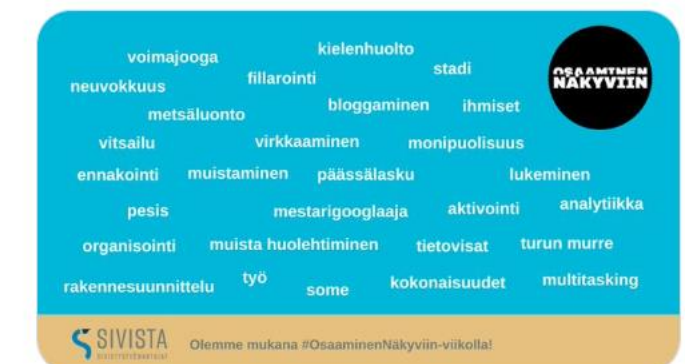 voimajooga kielenhuolto
neuvokkuus fillarointi stadi
OSAAMINEN
NÄKYVIIN
metsäluonto bloggaminen ihmiset
vitsailu virkkaaminen monipuolisuus
ennakointi muistaminen päässälasku lukeminen
pesis mestarigooglaaja aktivointi analytiikka
organisointi muista huolehtiminen tietovisat turun murre
rakennesuunnittelu työ some kokonaisuudet multitasking
SIVISTA
SIVISTYSTYÖNANTAJAT
Olemme mukana #OsaaminenNäkyviin-viikolla!